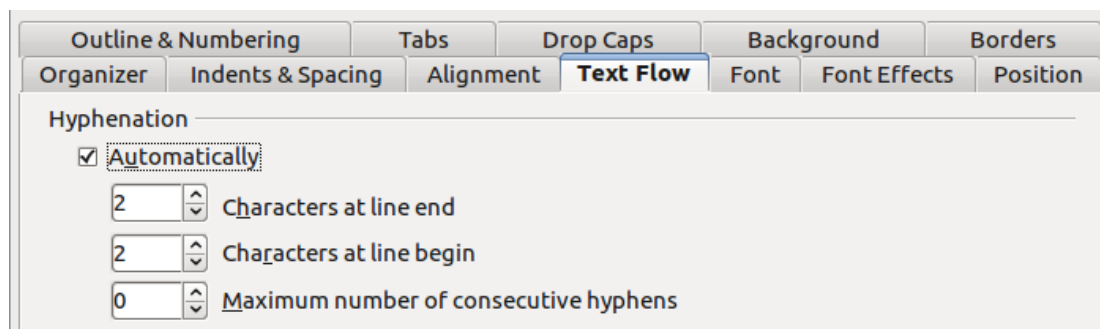 Outline & Numbering Tabs Drop Caps Background Borders
Organizer Indents & Spacing Alignment Text Flow Font Font Effects Position
Hyphenation
Automatically
2 Characters at line end
2 Characters at line begin
0 Maximum number of consecutive hyphens